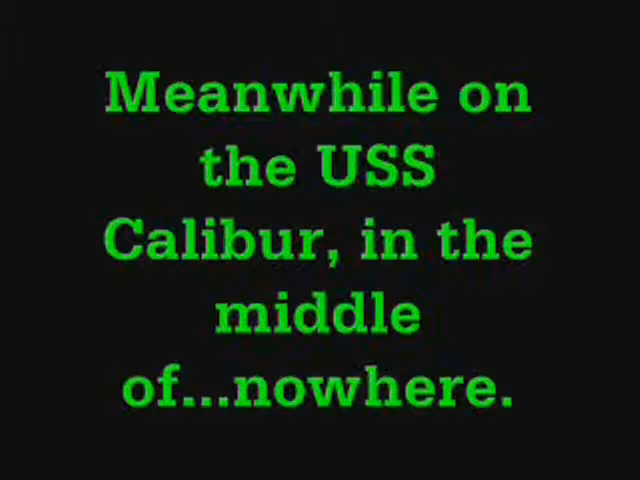 Meanwhile on
the USS
Calibur, in the
middle
of...nowhere.